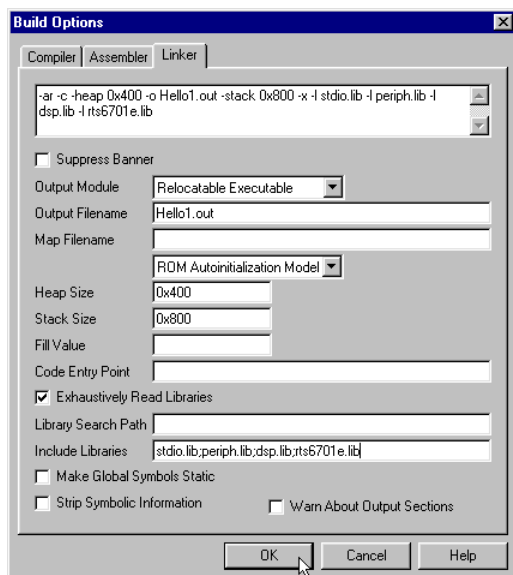 Build Options
Compiler Assembler Linker
-ar -c -heap 0x400 -o Hello1.out -stack 0x800 -x -l stdio.lib -l periph.lib -l
dsp.lib -l rts6701e.lib
Suppress Banner
Output Module Relocatable Executable
Output Filename Hello1.out
Map Filename
ROM Autoinitialization Model
Heap Size 0x400
Stack Size 0x800
Fill Value
Code Entry Point
Exhaustively Read Libraries
Library Search Path
Include Libraries stdio.lib;periph.lib;dsp.lib;rts6701e.lib
Make Global Symbols Static
Strip Symbolic Information Warn About Output Sections
OK Cancel Help